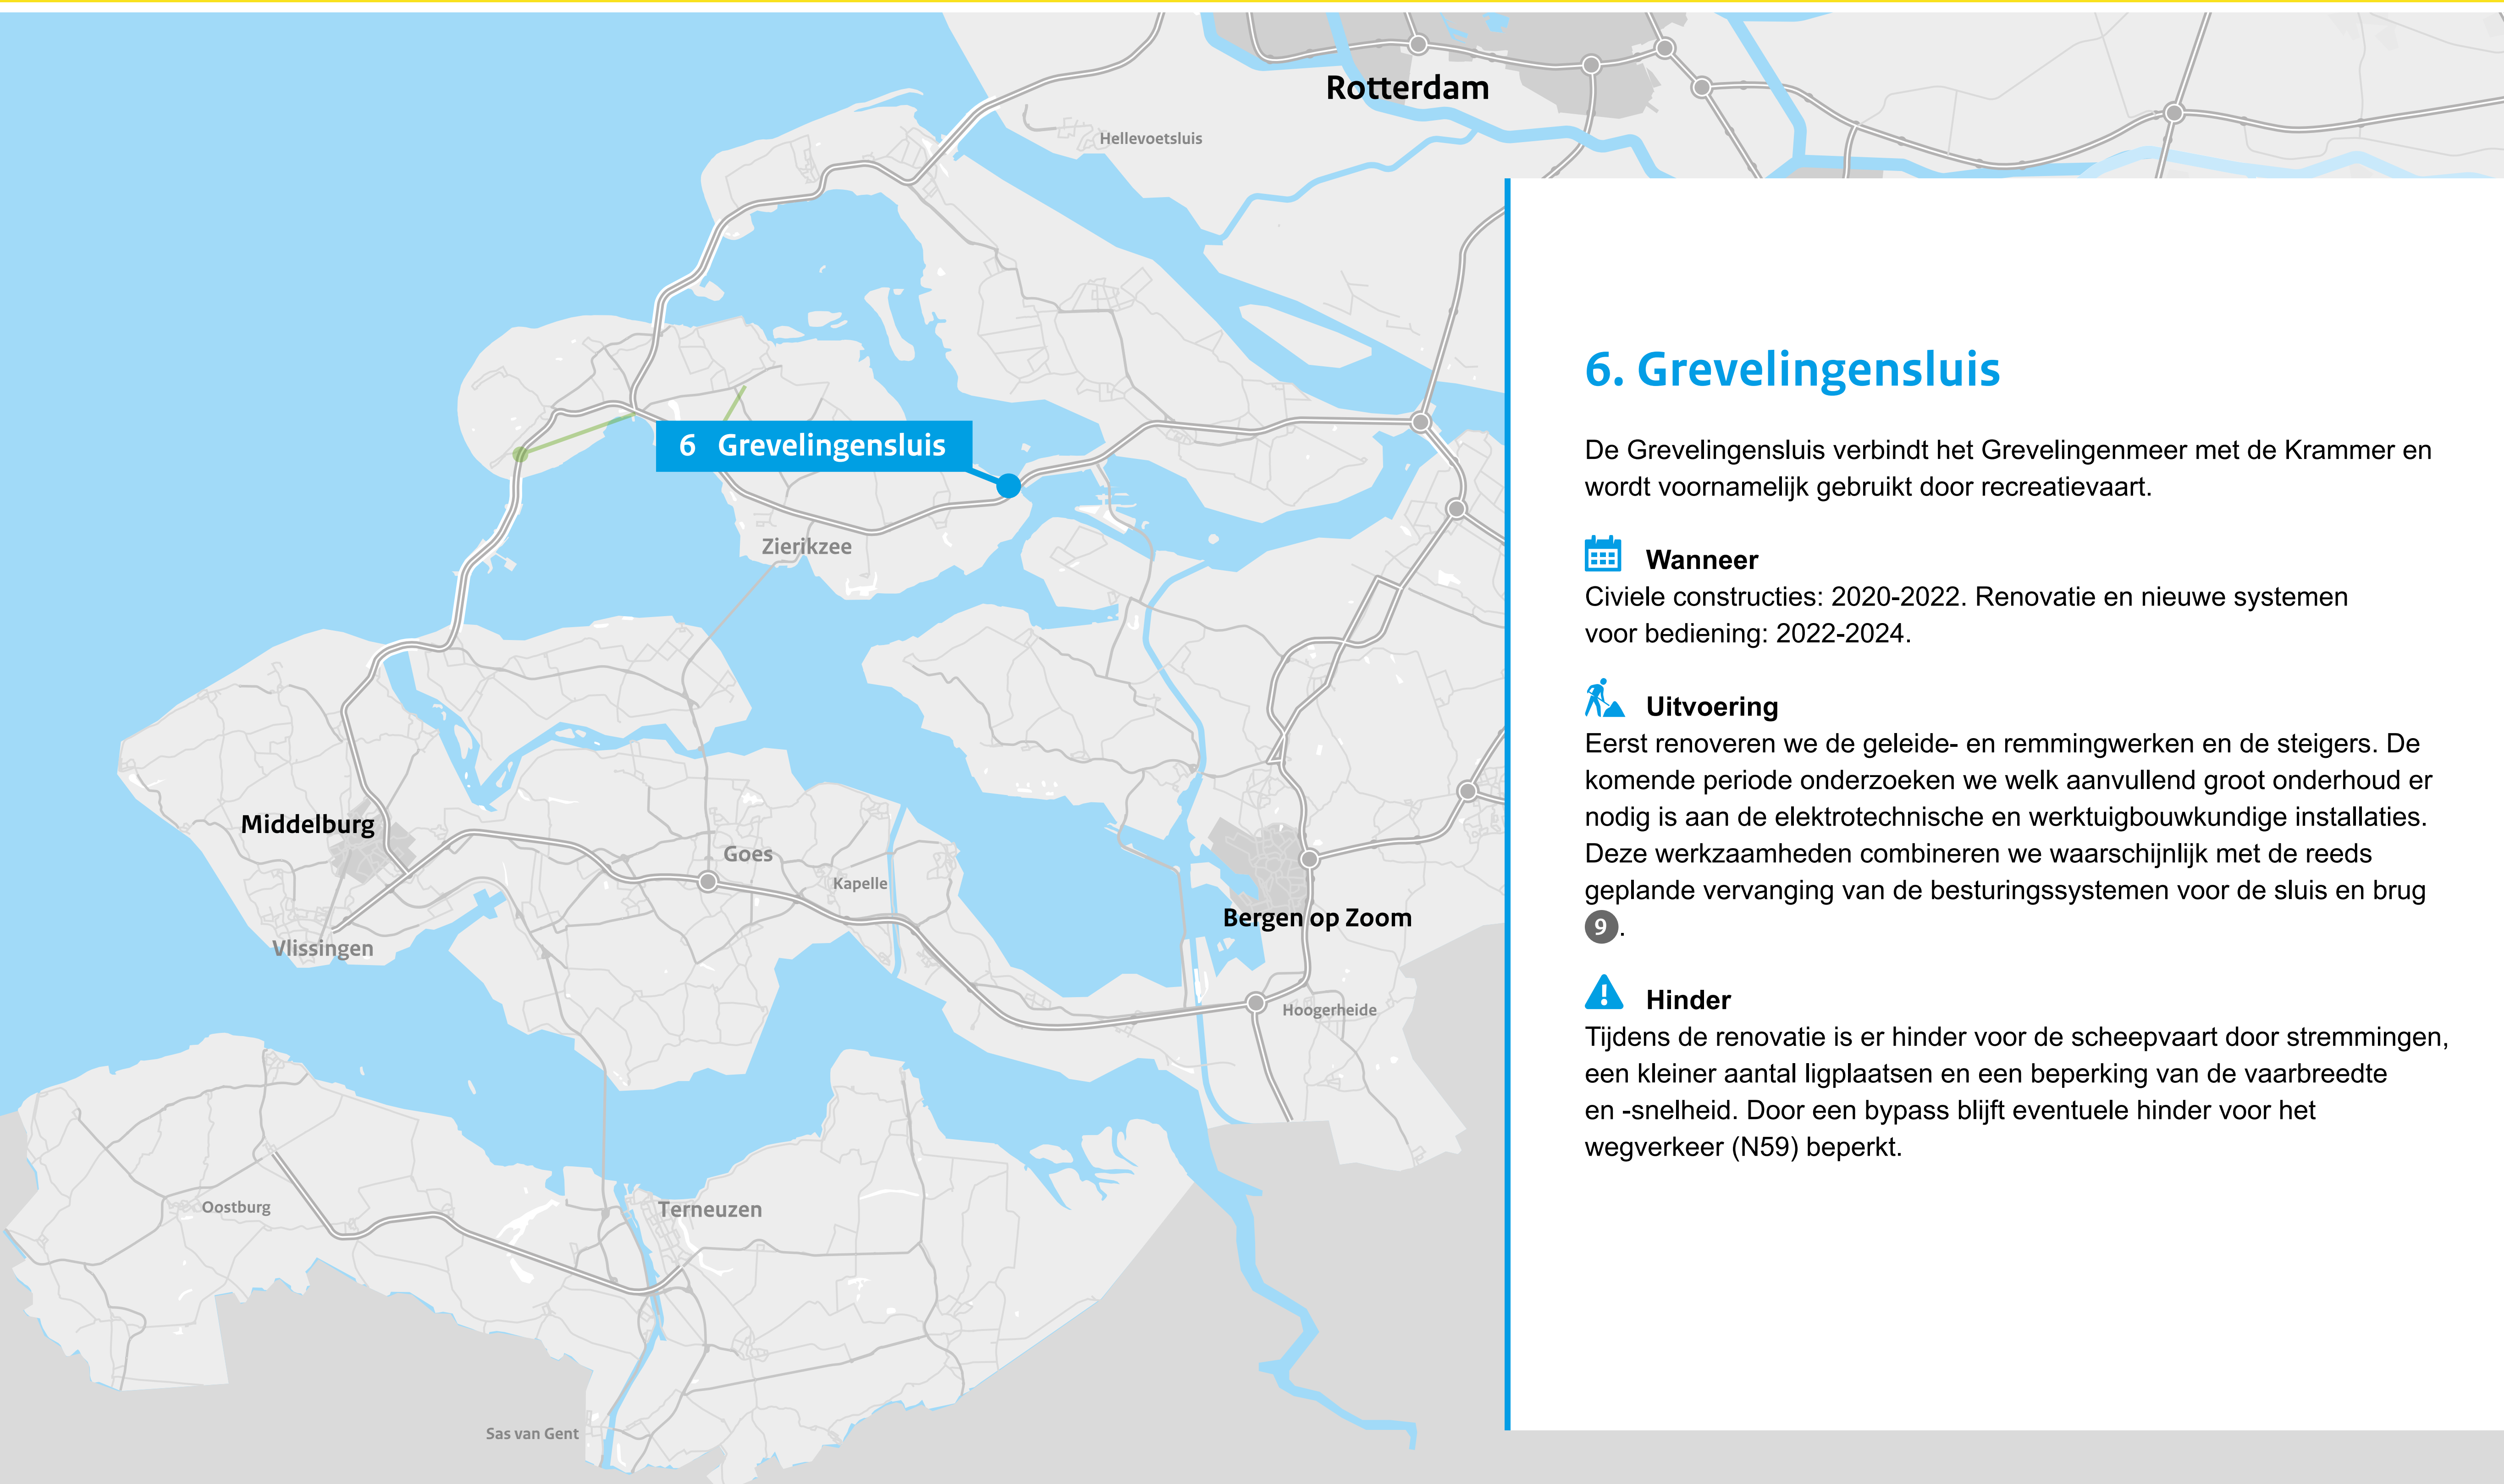 Rotterdam
Hellevoetsluis
6 Grevelingensluis
Zierikzee
Middelburg
Goes
Kapelle
Bergen op Zoom
Vlissingen
Hoogerheide
Oostburg
Terneuzen
Sas van Gent
6. Grevelingensluis
De Grevelingensluis verbindt het Grevelingenmeer met de Krammer en
wordt voornamelijk gebruikt door recreatievaart.
Wanneer
Civiele constructies: 2020-2022. Renovatie en nieuwe systemen
voor bediening: 2022-2024.
Uitvoering
Eerst renoveren we de geleide- en remmingwerken en de steigers. De
komende periode onderzoeken we welk aanvullend groot onderhoud er
nodig is aan de elektrotechnische en werktuigbouwkundige installaties.
Deze werkzaamheden combineren we waarschijnlijk met de reeds
geplande vervanging van de besturingssystemen voor de sluis en brug
9.
Hinder
Tijdens de renovatie is er hinder voor de scheepvaart door stremmingen,
een kleiner aantal ligplaatsen en een beperking van de vaarbreedte
en -snelheid. Door een bypass blijft eventuele hinder voor het
wegverkeer (N59) beperkt.